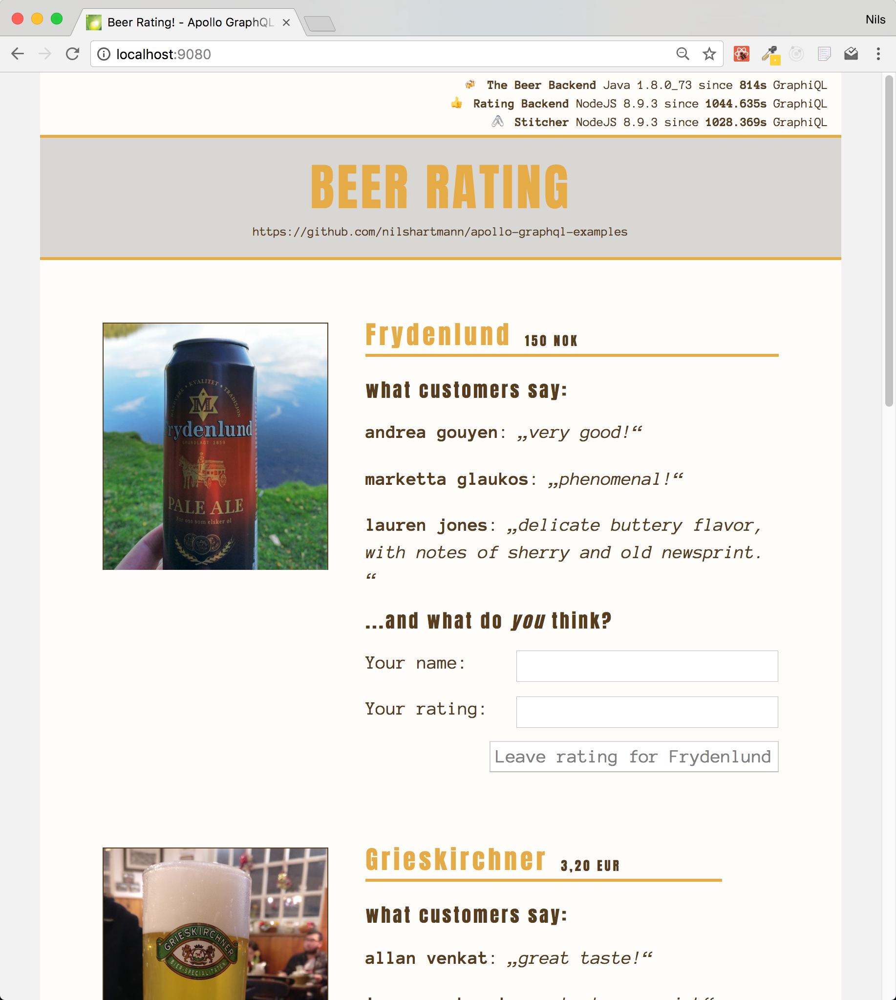 Beer Rating! - Apollo GraphQL
Nils
localhost:9080
The Beer Backend Java 1.8.0_73 since 814s GraphiQL
Rating Backend NodeJS 8.9.3 since 1044.635s GraphiQL
Stitcher NodeJS 8.9.3 since 1028.369s GraphiQL
BEER RATING
https://github.com/nilshartmann/apollo-graphql-examples
Frydenlund 150 NOK
what customers say:
andrea gouyen: „very good!“
marketta glaukos: „phenomenal!“
lauren jones: „delicate buttery flavor,
with notes of sherry and old newsprint.
“
...and what do you think?
Your name:
Your rating:
Leave rating for Frydenlund
HANDVERK • KVALITET • TRADISJON
M
Frydenlund
GRUNDLAGT 1859
PALE ALE
For oss som elsker øl
Grieskirchner 3,20 EUR
what customers say:
allan venkat: „great taste!“
GRIESKIRCHNER
BIER-SPECIALITÄTEN